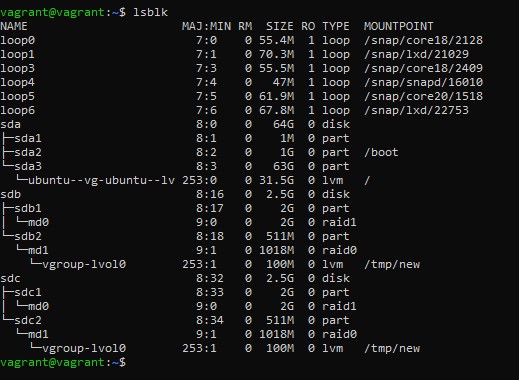 vagrant@vagrant:~$ lsblk
NAME                      MAJ:MIN RM  SIZE RO TYPE  MOUNTPOINT
loop0                       7:0    0 55.4M  1 loop  /snap/core18/2128
loop1                       7:1    0 70.3M  1 loop  /snap/lxd/21029
loop3                       7:3    0 55.5M  1 loop  /snap/core18/2409
loop4                       7:4    0   47M  1 loop  /snap/snapd/16010
loop5                       7:5    0 61.9M  1 loop  /snap/core20/1518
loop6                       7:6    0 67.8M  1 loop  /snap/lxd/22753
sda                         8:0    0   64G  0 disk
├─sda1                      8:1    0    1M  0 part
├─sda2                      8:2    0    1G  0 part  /boot
└─sda3                      8:3    0   63G  0 part
  └─ubuntu--vg-ubuntu--lv 253:0    0 31.5G  0 lvm   /
sdb                         8:16   0  2.5G  0 disk
├─sdb1                      8:17   0    2G  0 part
│ └─md0                     9:0    0    2G  0 raid1
└─sdb2                      8:18   0  511M  0 part
  └─md1                     9:1    0 1018M  0 raid0
    └─vgroup-lvol0        253:1    0  100M  0 lvm   /tmp/new
sdc                         8:32   0  2.5G  0 disk
├─sdc1                      8:33   0    2G  0 part
│ └─md0                     9:0    0    2G  0 raid1
└─sdc2                      8:34   0  511M  0 part
  └─md1                     9:1    0 1018M  0 raid0
    └─vgroup-lvol0        253:1    0  100M  0 lvm   /tmp/new
vagrant@vagrant:~$